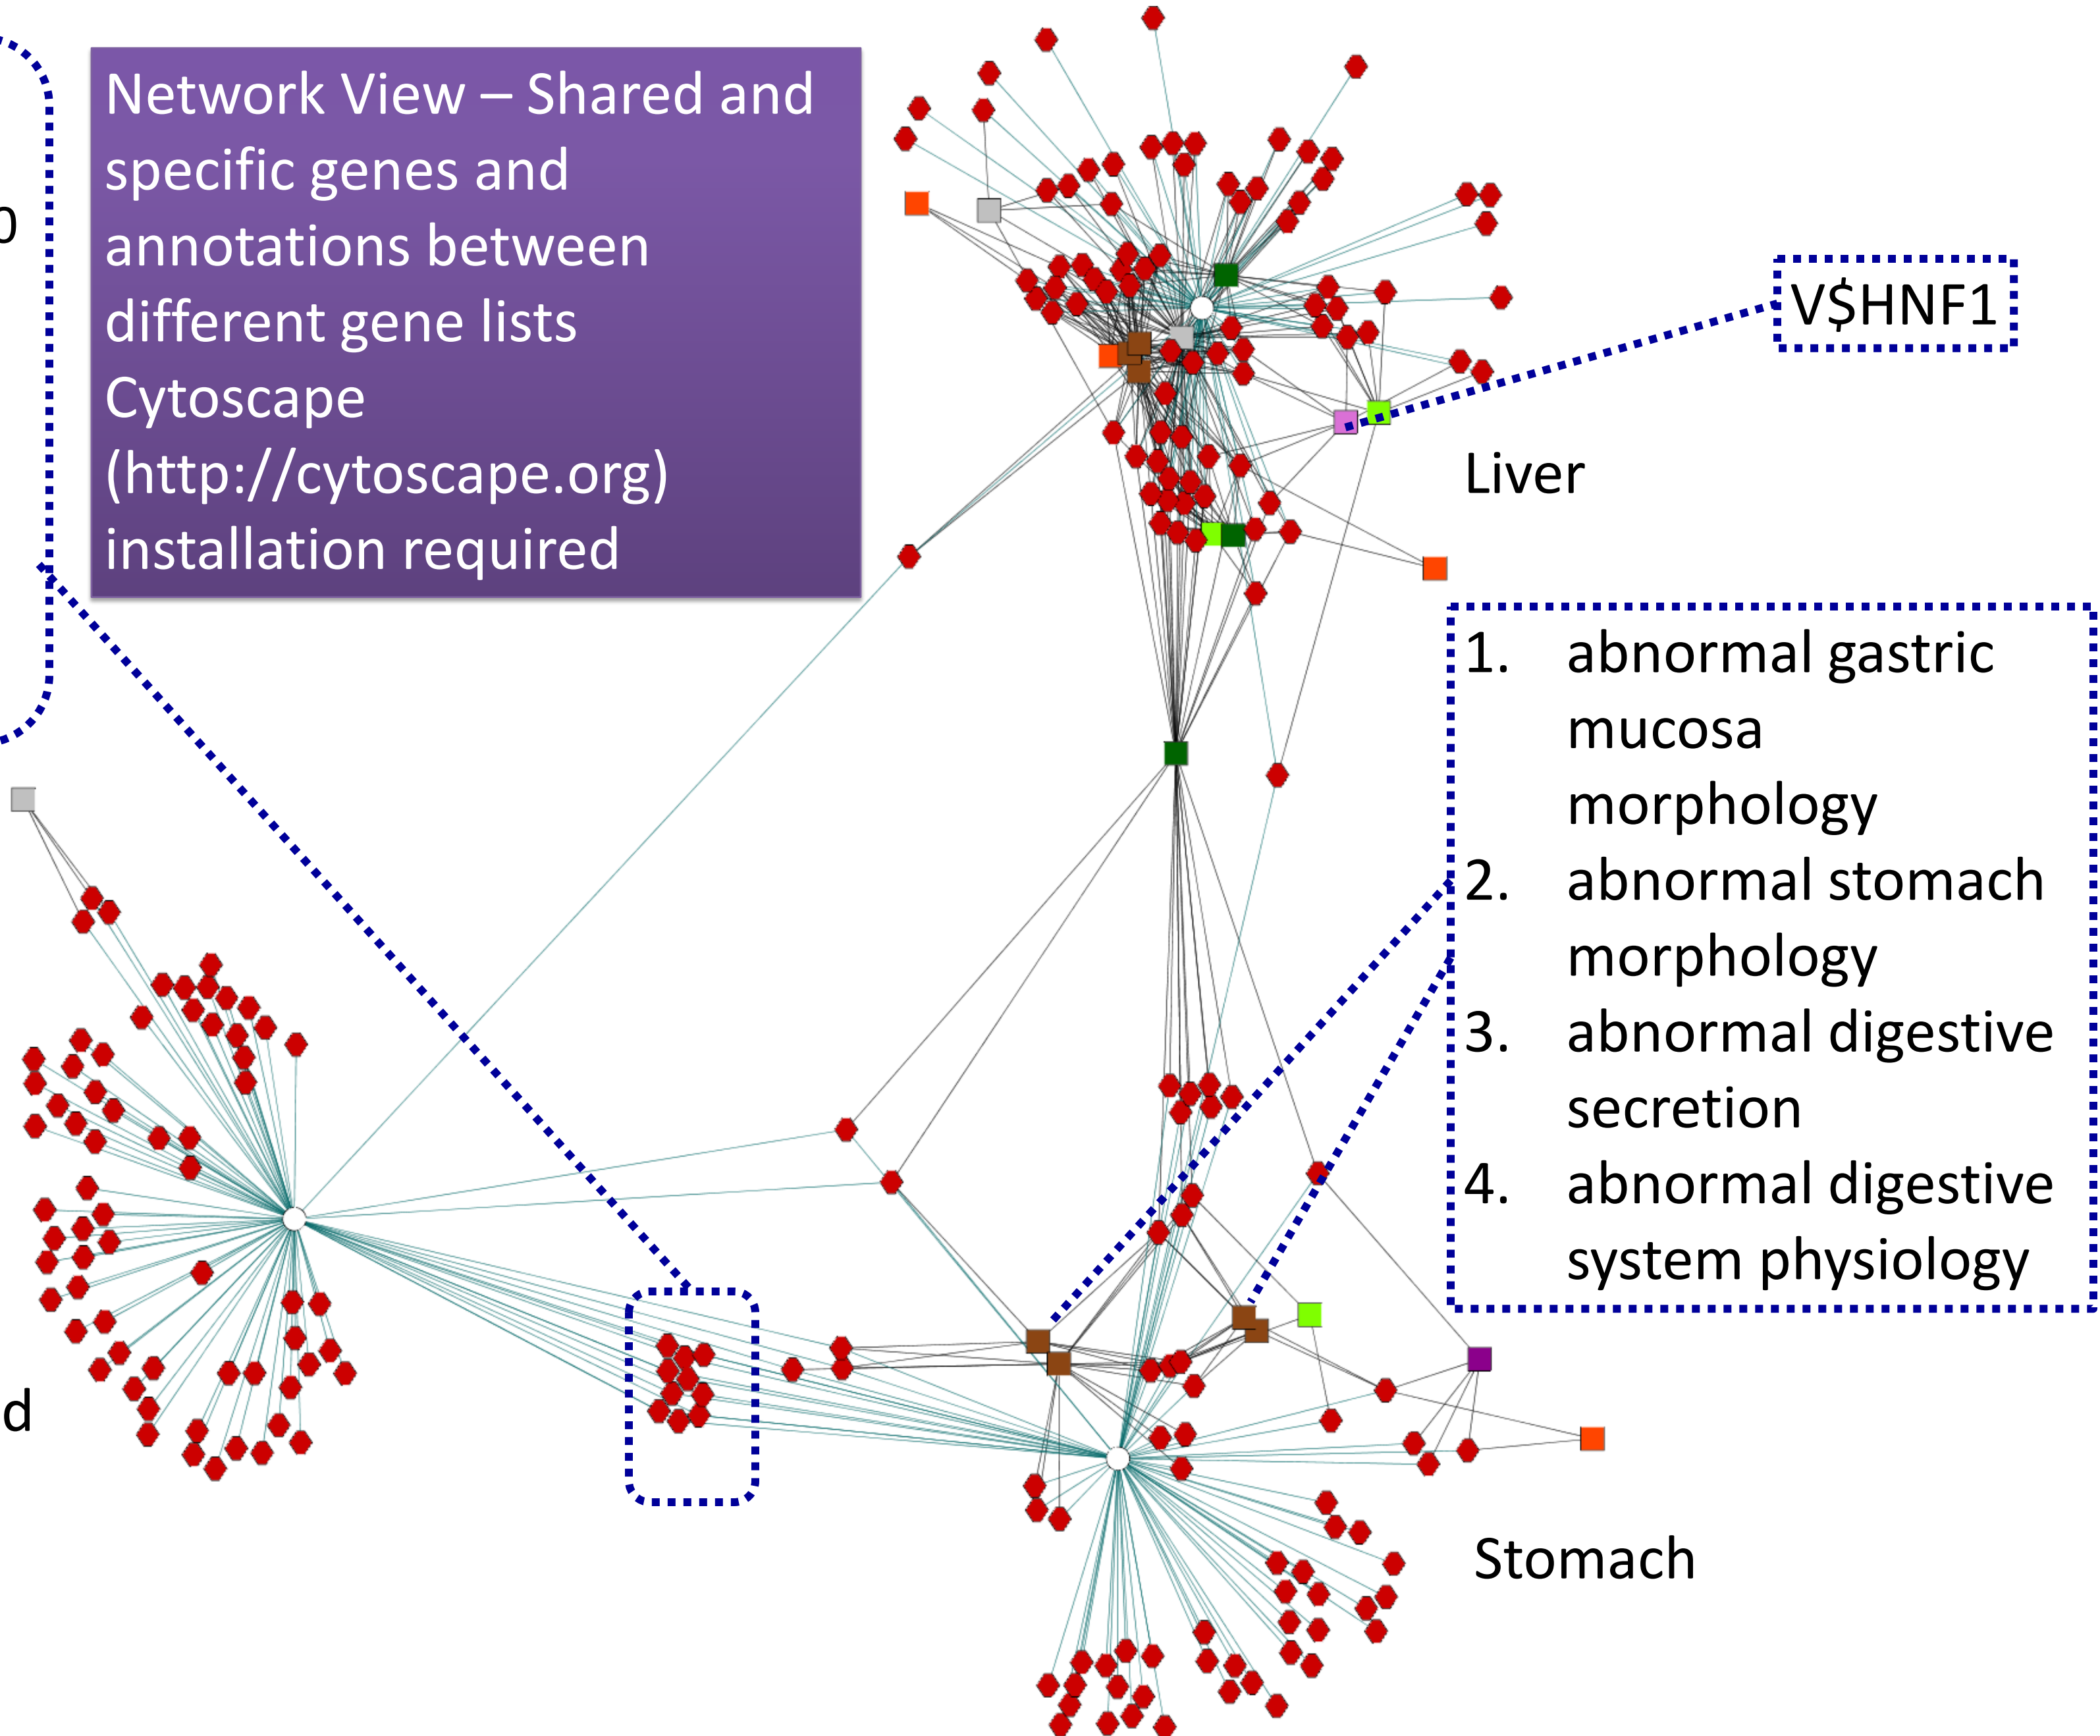 Network View – Shared and
specific genes and
annotations between
different gene lists
Cytoscape
(http://cytoscape.org)
installation required
0
V$HNF1
Liver
1. abnormal gastric
mucosa
morphology
2. abnormal stomach
morphology
3. abnormal digestive
secretion
4. abnormal digestive
system physiology
d
Stomach